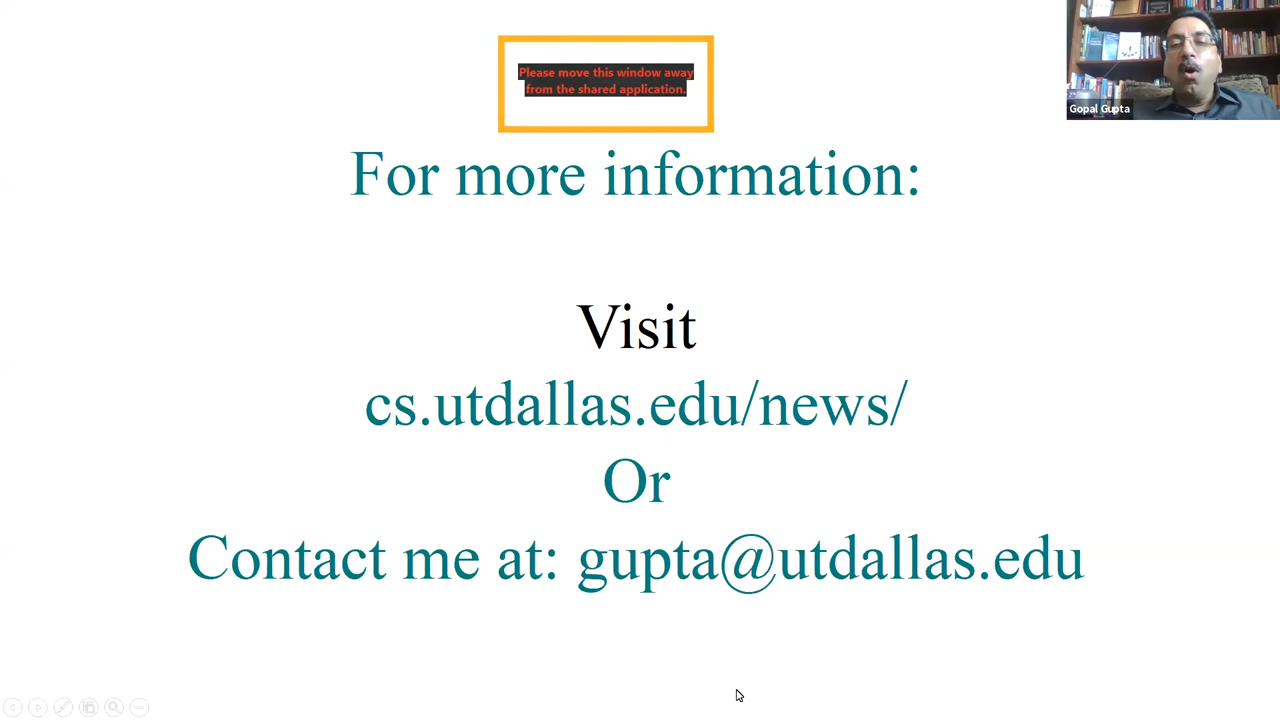 Please move this window away
from the shared application.
Gopal Gupta
For more information:
Visit
cs.utdallas.edu/news/
Or
Contact me at: gupta@utdallas.edu